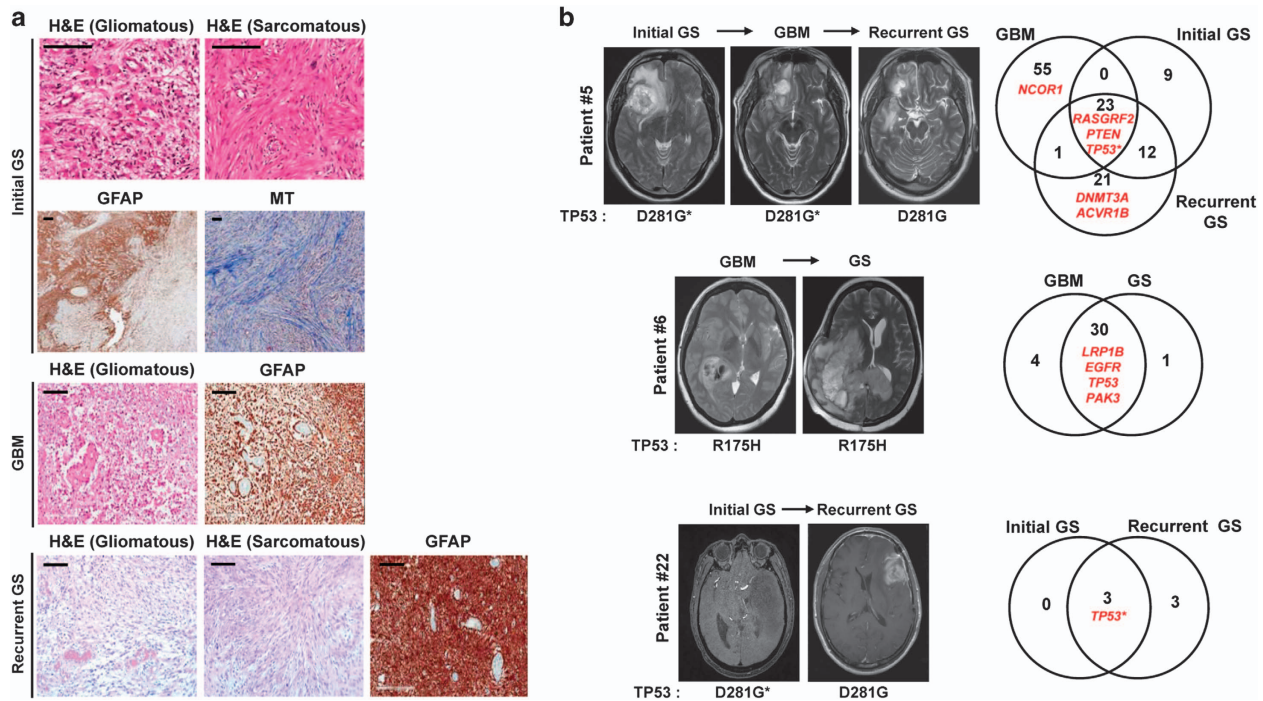 a
H&E (Gliomatous)
H&E (Sarcomatous)
Initial GS
GFAP
MT
H&E (Gliomatous)
GFAP
GBM
H&E (Gliomatous)
H&E (Sarcomatous)
GFAP
Recurrent GS
b
Initial GS
GBM
Recurrent GS
Patient #5
TP53 :
D281G*
D281G*
D281G
GBM
Initial GS
55
NCOR1
0
9
23
RASGRF2
PTEN
TP53*
1
12
21
DNMT3A
ACVR1B
Recurrent
GS
GBM
GS
Patient #6
TP53 :
R175H
R175H
GBM
GS
4
30
LRP1B
EGFR
TP53
PAK3
1
Initial GS
Recurrent GS
Patient #22
TP53 :
D281G*
D281G
Initial GS
Recurrent GS
0
3
TP53*
3